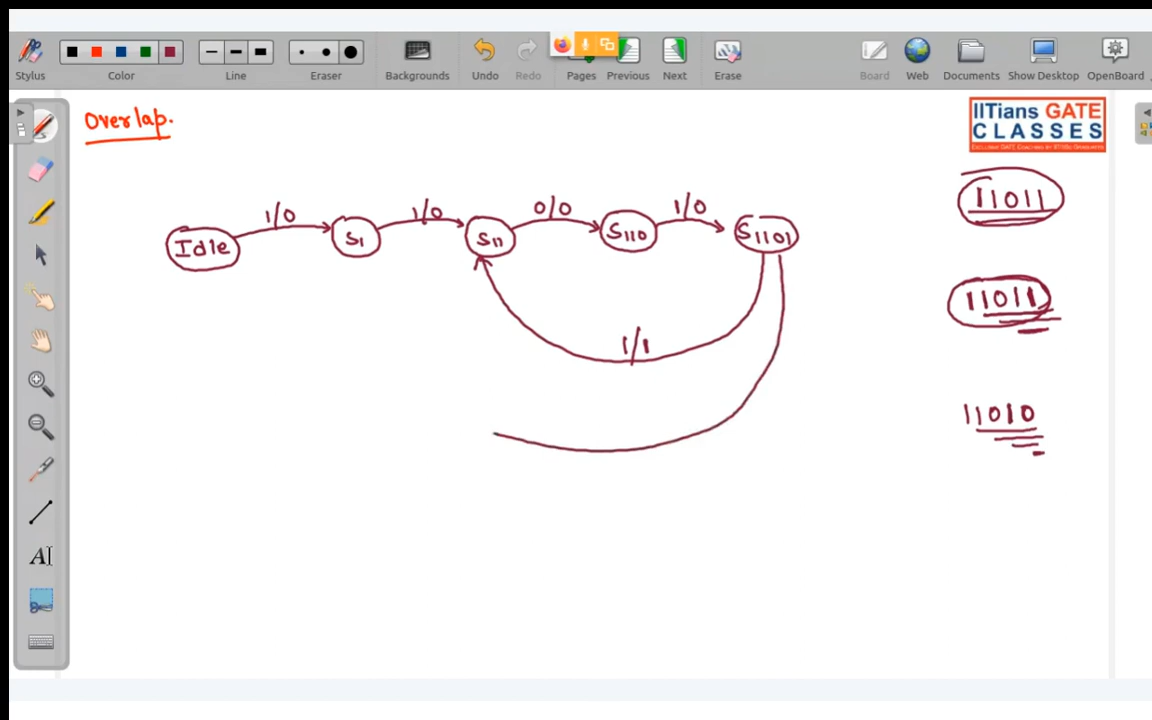 Stylus
Color
Line
Eraser
Backgrounds
Undo
Redo
Pages
Previous
Next
Erase
Board
Web
Documents
Show Desktop
OpenBoard
Overlap.
IITians GATE
CLASSES
1/0
1/0
0/0
1/0
Idle
S1
S11
S110
S1101
1/1
11011
11011
11010
A